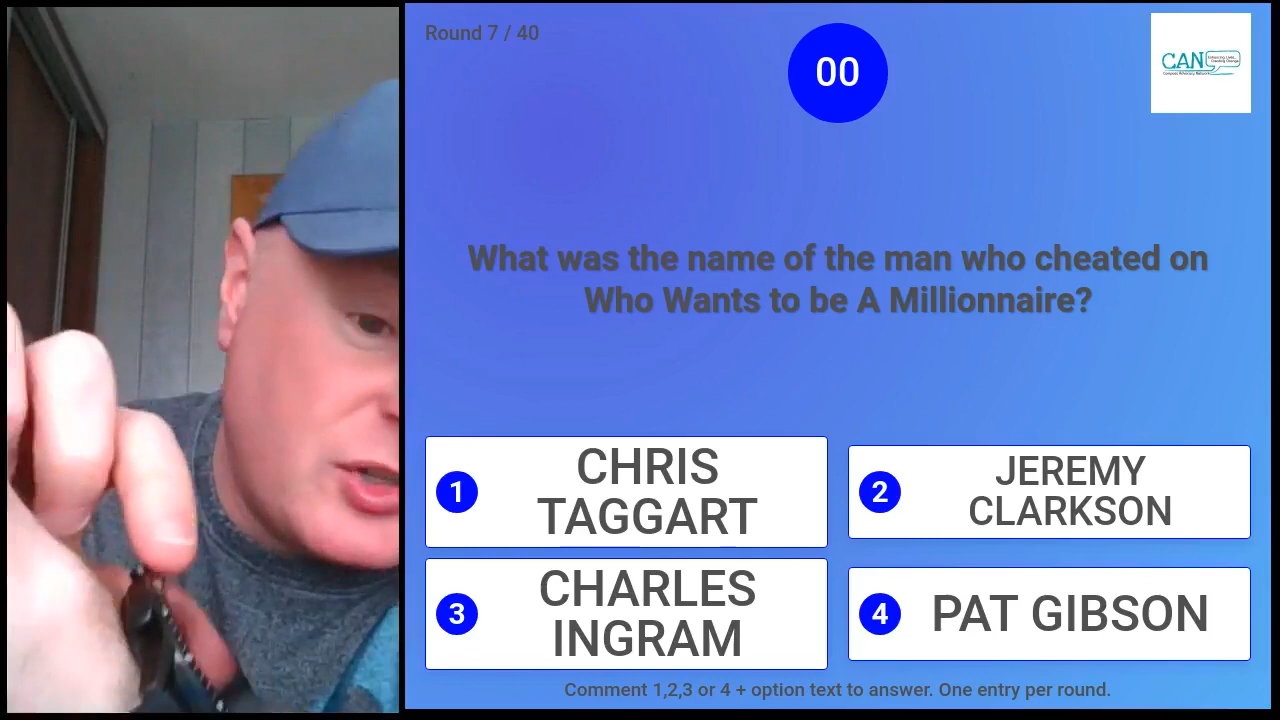 Round 7 / 40
00
CAN
What was the name of the man who cheated on
Who Wants to be A Millionnaire?
1
CHRIS
TAGGART
2
JEREMY
CLARKSON
3
CHARLES
INGRAM
4
PAT GIBSON
Comment 1,2,3 or 4 + option text to answer. One entry per round.